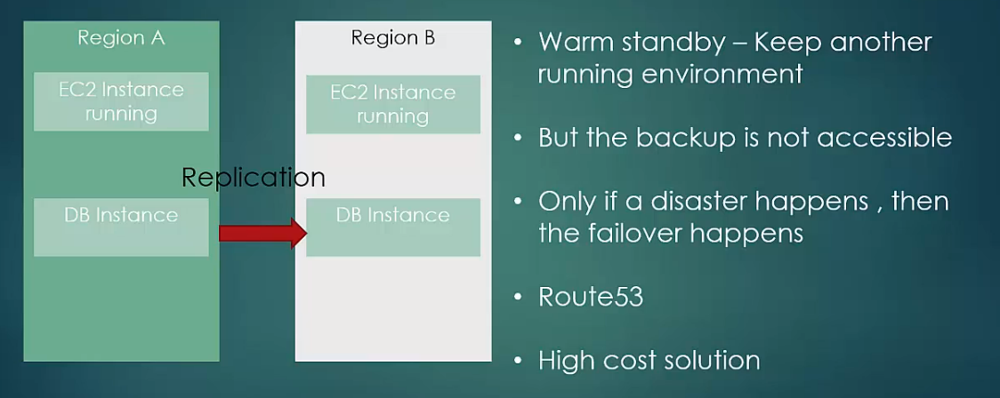 Region A
EC2 Instance
running
DB Instance
Replication
Region B
EC2 Instance
running
DB Instance
• Warm standby – Keep another
running environment
• But the backup is not accessible
• Only if a disaster happens , then
the failover happens
• Route53
• High cost solution